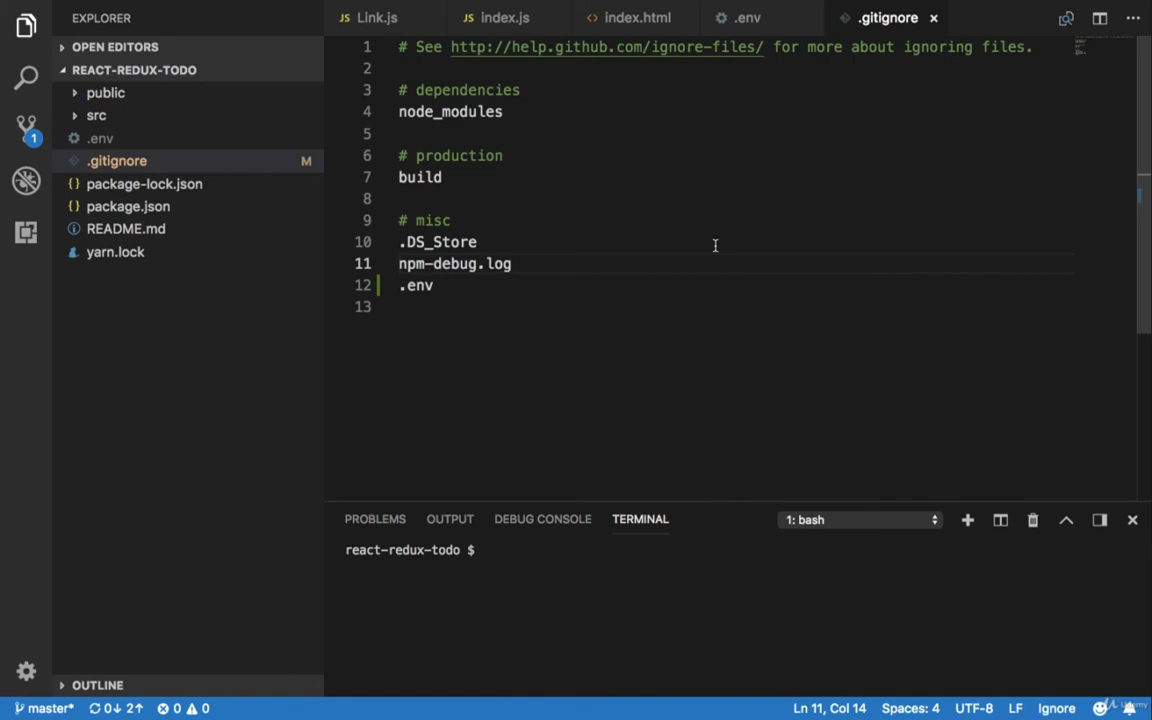 EXPLORER
OPEN EDITORS
REACT-REDUX-TODO
public
src
.env
.gitignore M
package-lock.json
package.json
README.md
yarn.lock
OUTLINE
1
Link.js index.js index.html .env .gitignore
1 # See http://help.github.com/ignore-files/ for more about ignoring files.
2
3 # dependencies
4 node_modules
5
6 # production
7 build
8
9 # misc
10 .DS_Store
11 npm-debug.log
12 .env
13
PROBLEMS OUTPUT DEBUG CONSOLE TERMINAL 1: bash
react-redux-todo $
master* 0↓ 2↑ 0 0 Ln 11, Col 14 Spaces: 4 UTF-8 LF Ignore
Udemy